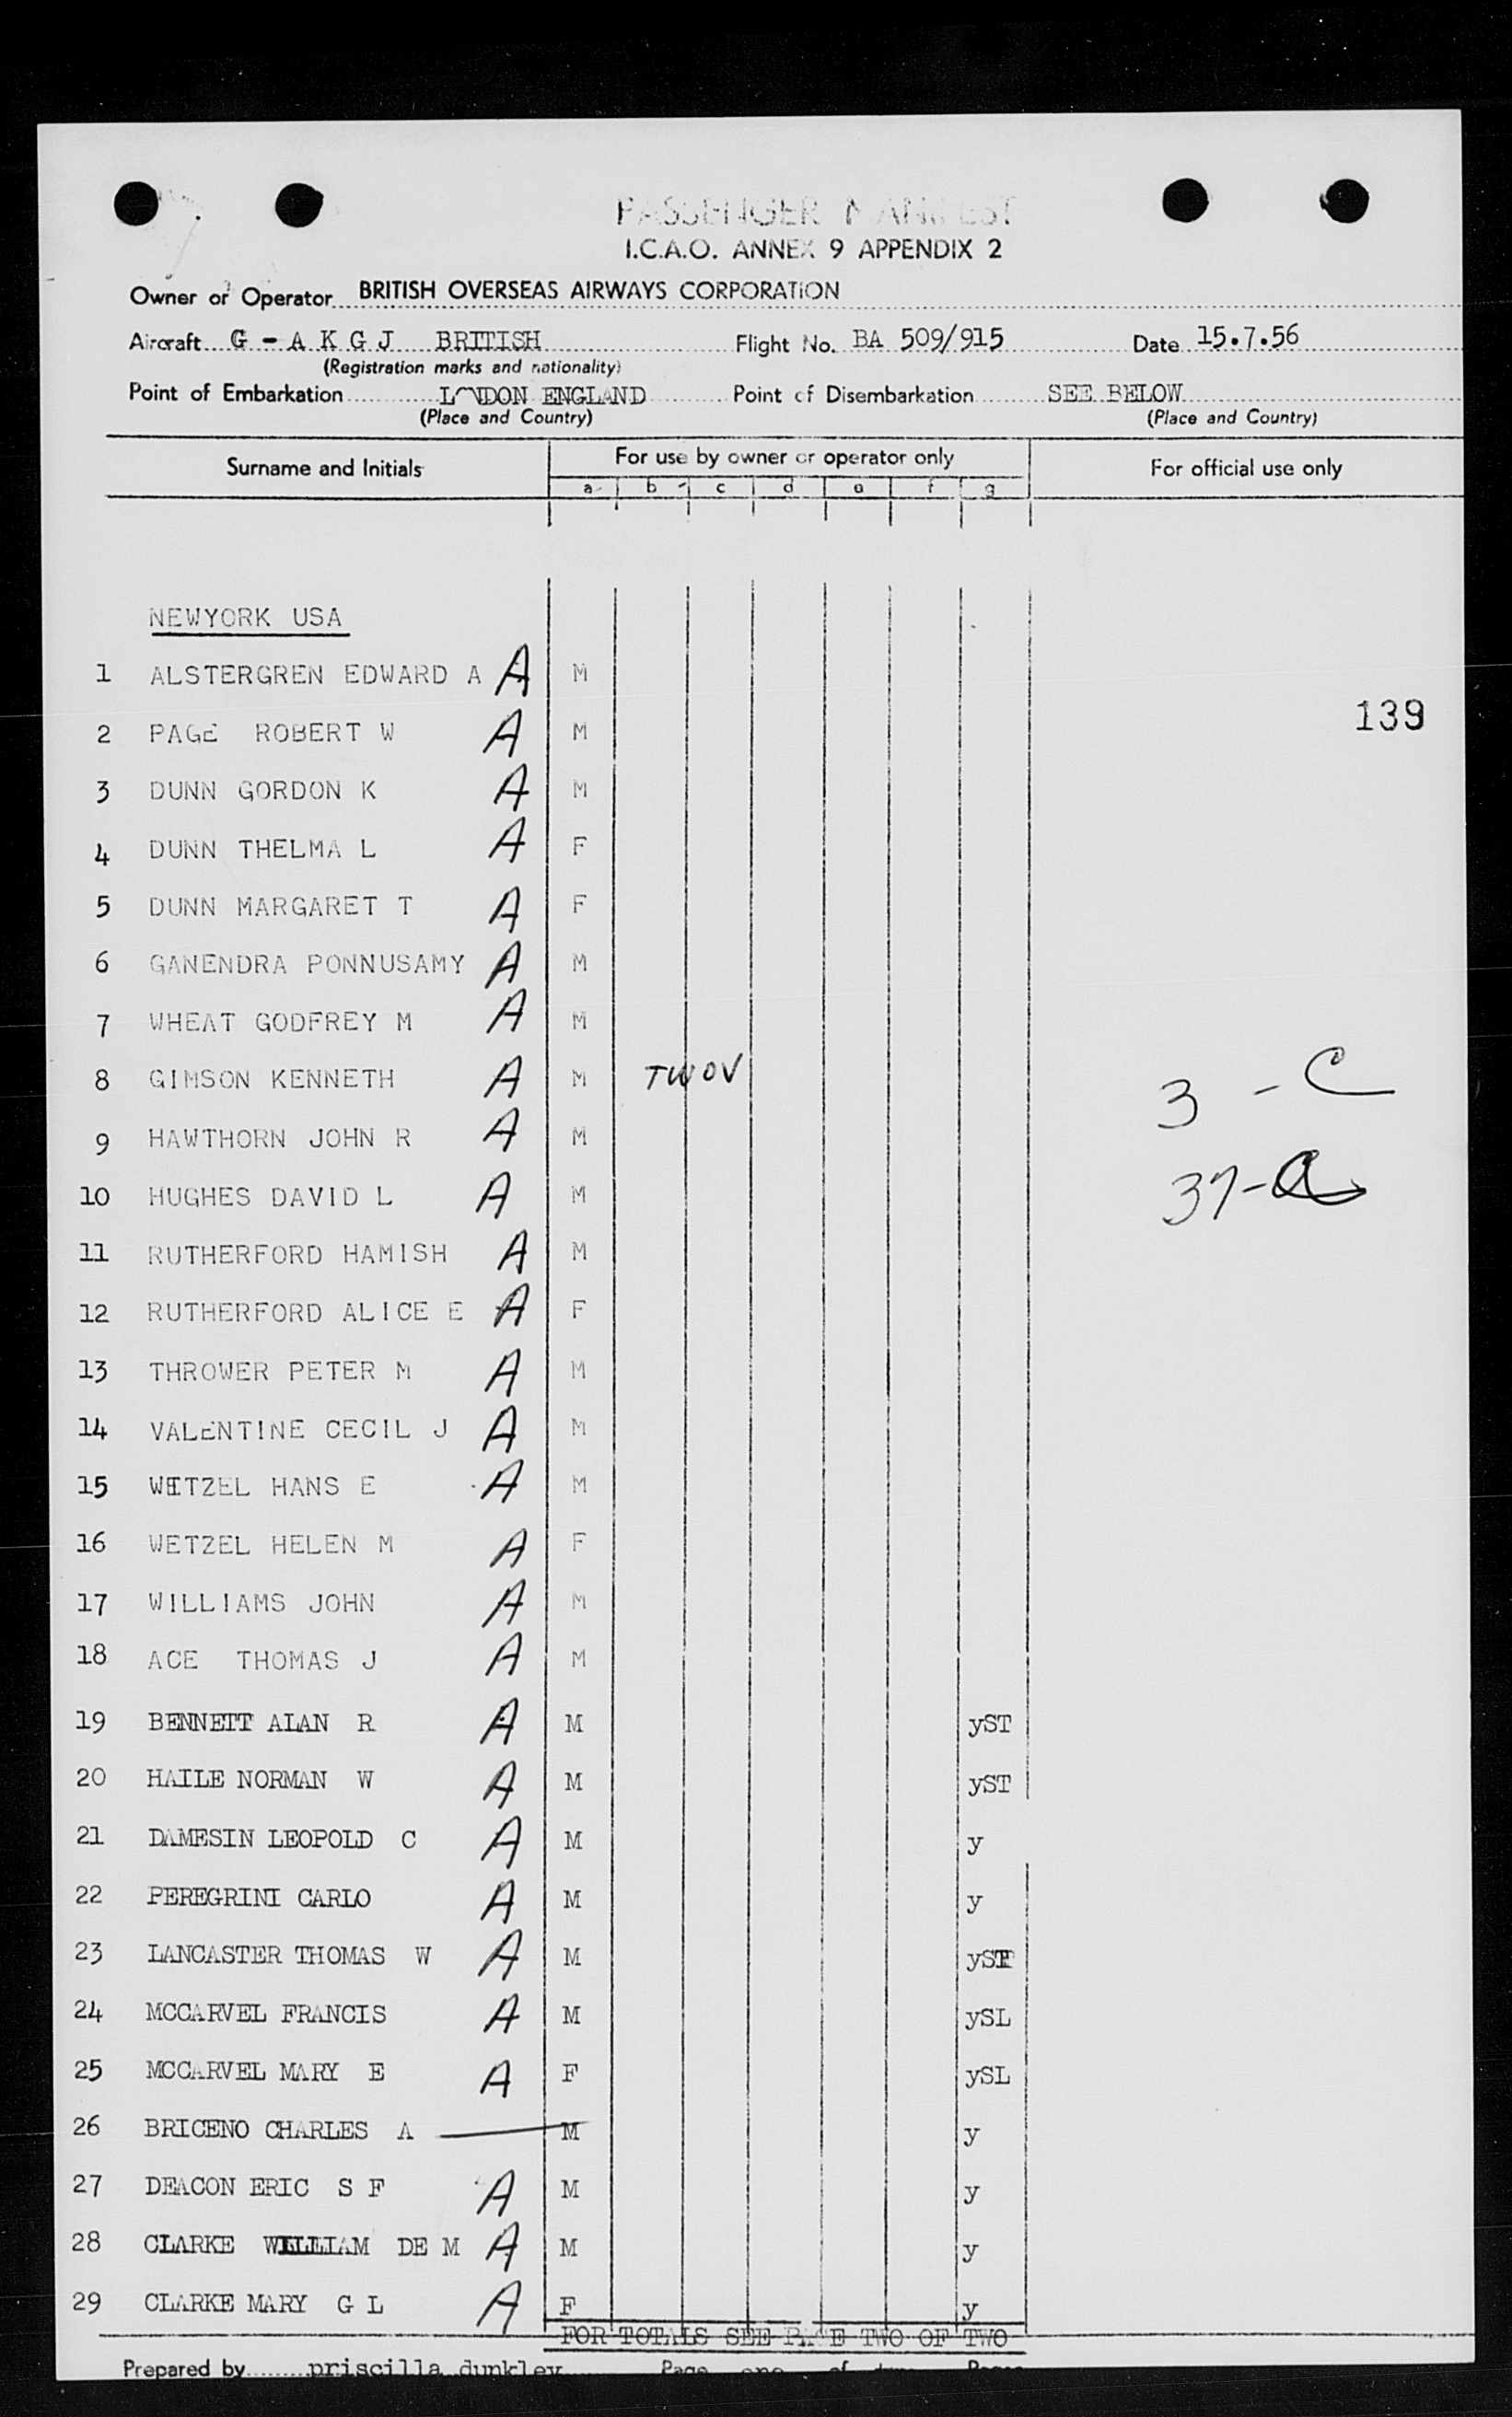 PASSENGER MANIFEST
I.C.A.O. ANNEX 9 APPENDIX 2
Owner or Operator BRITISH OVERSEAS AIRWAYS CORPORATION
Aircraft G - A K G J BRITISH Flight No. BA 509/915 Date 15.7.56
(Registration marks and nationality)
Point of Embarkation LONDON ENGLAND Point of Disembarkation SEE BELOW
(Place and Country) (Place and Country)
Surname and Initials For use by owner or operator only For official use only
a b c d e f g
NEWYORK USA
1 ALSTERGREN EDWARD A A M
139
2 PAGE ROBERT W A M
3 DUNN GORDON K A M
4 DUNN THELMA L A F
5 DUNN MARGARET T A F
6 GANENDRA PONNUSAMY A M
7 WHEAT GODFREY M A M
8 GIMSON KENNETH A M TWOV 3 - C
9 HAWTHORN JOHN R A M
10 HUGHES DAVID L A M 37-A
11 RUTHERFORD HAMISH A M
12 RUTHERFORD ALICE E A F
13 THROWER PETER M A M
14 VALENTINE CECIL J A M
15 WETZEL HANS E A M
16 WETZEL HELEN M A F
17 WILLIAMS JOHN A M
18 ACE THOMAS J A M
19 BENNETT ALAN R A M yST
20 HAILE NORMAN W A M yST
21 DAMESIN LEOPOLD C A M y
22 PEREGRINI CARLO A M y
23 LANCASTER THOMAS W A M yST
24 MCCARVEL FRANCIS A M ySL
25 MCCARVEL MARY E A F ySL
26 BRICENO CHARLES A M y
27 DEACON ERIC S F A M y
28 CLARKE WILLIAM DE M A M y
29 CLARKE MARY G L A F y
FOR TOTALS SEE PAGE TWO OF TWO
Prepared by priscilla dunkley Page one of two Pages